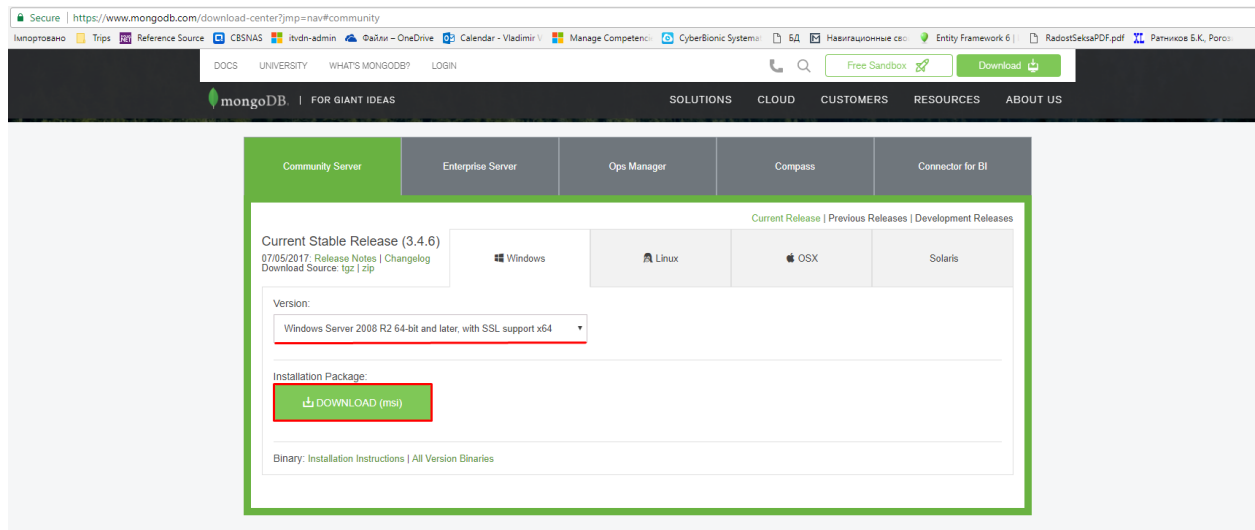 Secure | https://www.mongodb.com/download-center?jmp=nav#community
Імпортовано Trips Reference Source CBSNAS itvdn-admin Файли – OneDrive Calendar - Vladimir V Manage Competenci CyberBionic Systema БД Навигационные сво Entity Framework 6 | RadostSeksaPDF.pdf Ратников Б.К., Poroz
DOCS UNIVERSITY WHAT'S MONGODB? LOGIN Free Sandbox Download
mongoDB. | FOR GIANT IDEAS SOLUTIONS CLOUD CUSTOMERS RESOURCES ABOUT US
Community Server Enterprise Server Ops Manager Compass Connector for BI
Current Release | Previous Releases | Development Releases
Current Stable Release (3.4.6)
07/05/2017: Release Notes | Changelog
Download Source: tgz | zip
Windows Linux OSX Solaris
Version:
Windows Server 2008 R2 64-bit and later, with SSL support x64
Installation Package:
DOWNLOAD (msi)
Binary: Installation Instructions | All Version Binaries